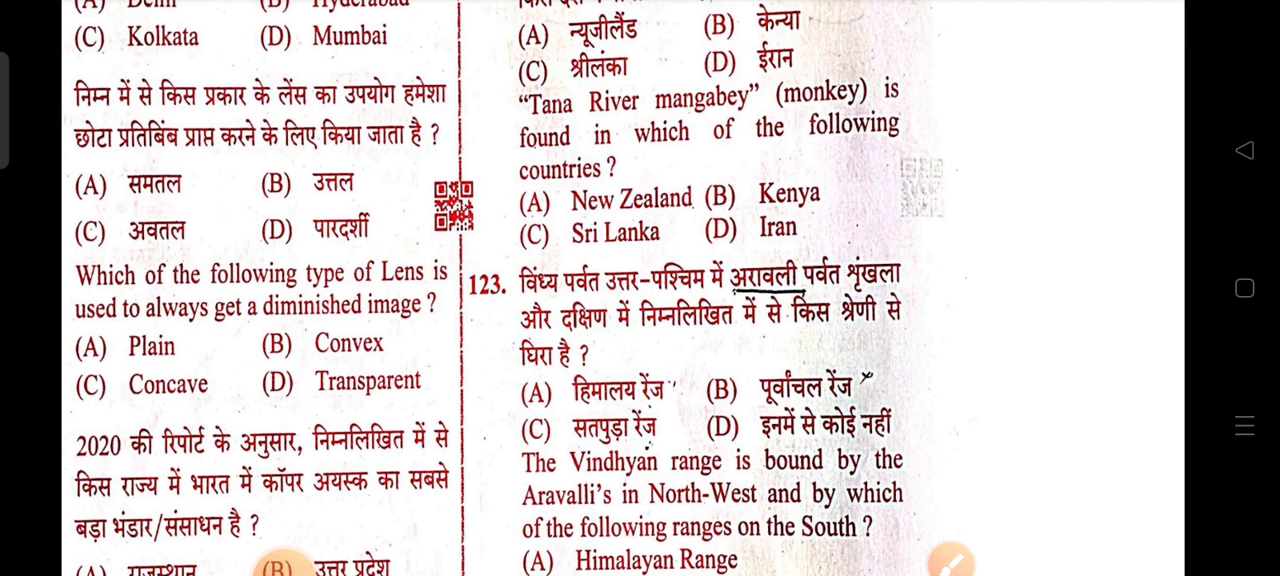 (A) Delhi (B) Hyderabad
(C) Kolkata (D) Mumbai
निम्न में से किस प्रकार के लेंस का उपयोग हमेशा
छोटा प्रतिबिंब प्राप्त करने के लिए किया जाता है ?
(A) समतल (B) उत्तल
(C) अवतल (D) पारदर्शी
Which of the following type of Lens is
used to always get a diminished image ?
(A) Plain (B) Convex
(C) Concave (D) Transparent
2020 की रिपोर्ट के अनुसार, निम्नलिखित में से
किस राज्य में भारत में कॉपर अयस्क का सबसे
बड़ा भंडार/संसाधन है ?
(A) राजस्थान (B) उत्तर प्रदेश
(A) न्यूजीलैंड (B) केन्या
(C) श्रीलंका (D) ईरान
“Tana River mangabey” (monkey) is
found in which of the following
countries ?
(A) New Zealand (B) Kenya
(C) Sri Lanka (D) Iran
123. विंध्य पर्वत उत्तर-पश्चिम में अरावली पर्वत शृंखला
और दक्षिण में निम्नलिखित में से किस श्रेणी से
घिरा है ?
(A) हिमालय रेंज (B) पूर्वांचल रेंज
(C) सतपुड़ा रेंज (D) इनमें से कोई नहीं
The Vindhyan range is bound by the
Aravalli’s in North-West and by which
of the following ranges on the South ?
(A) Himalayan Range